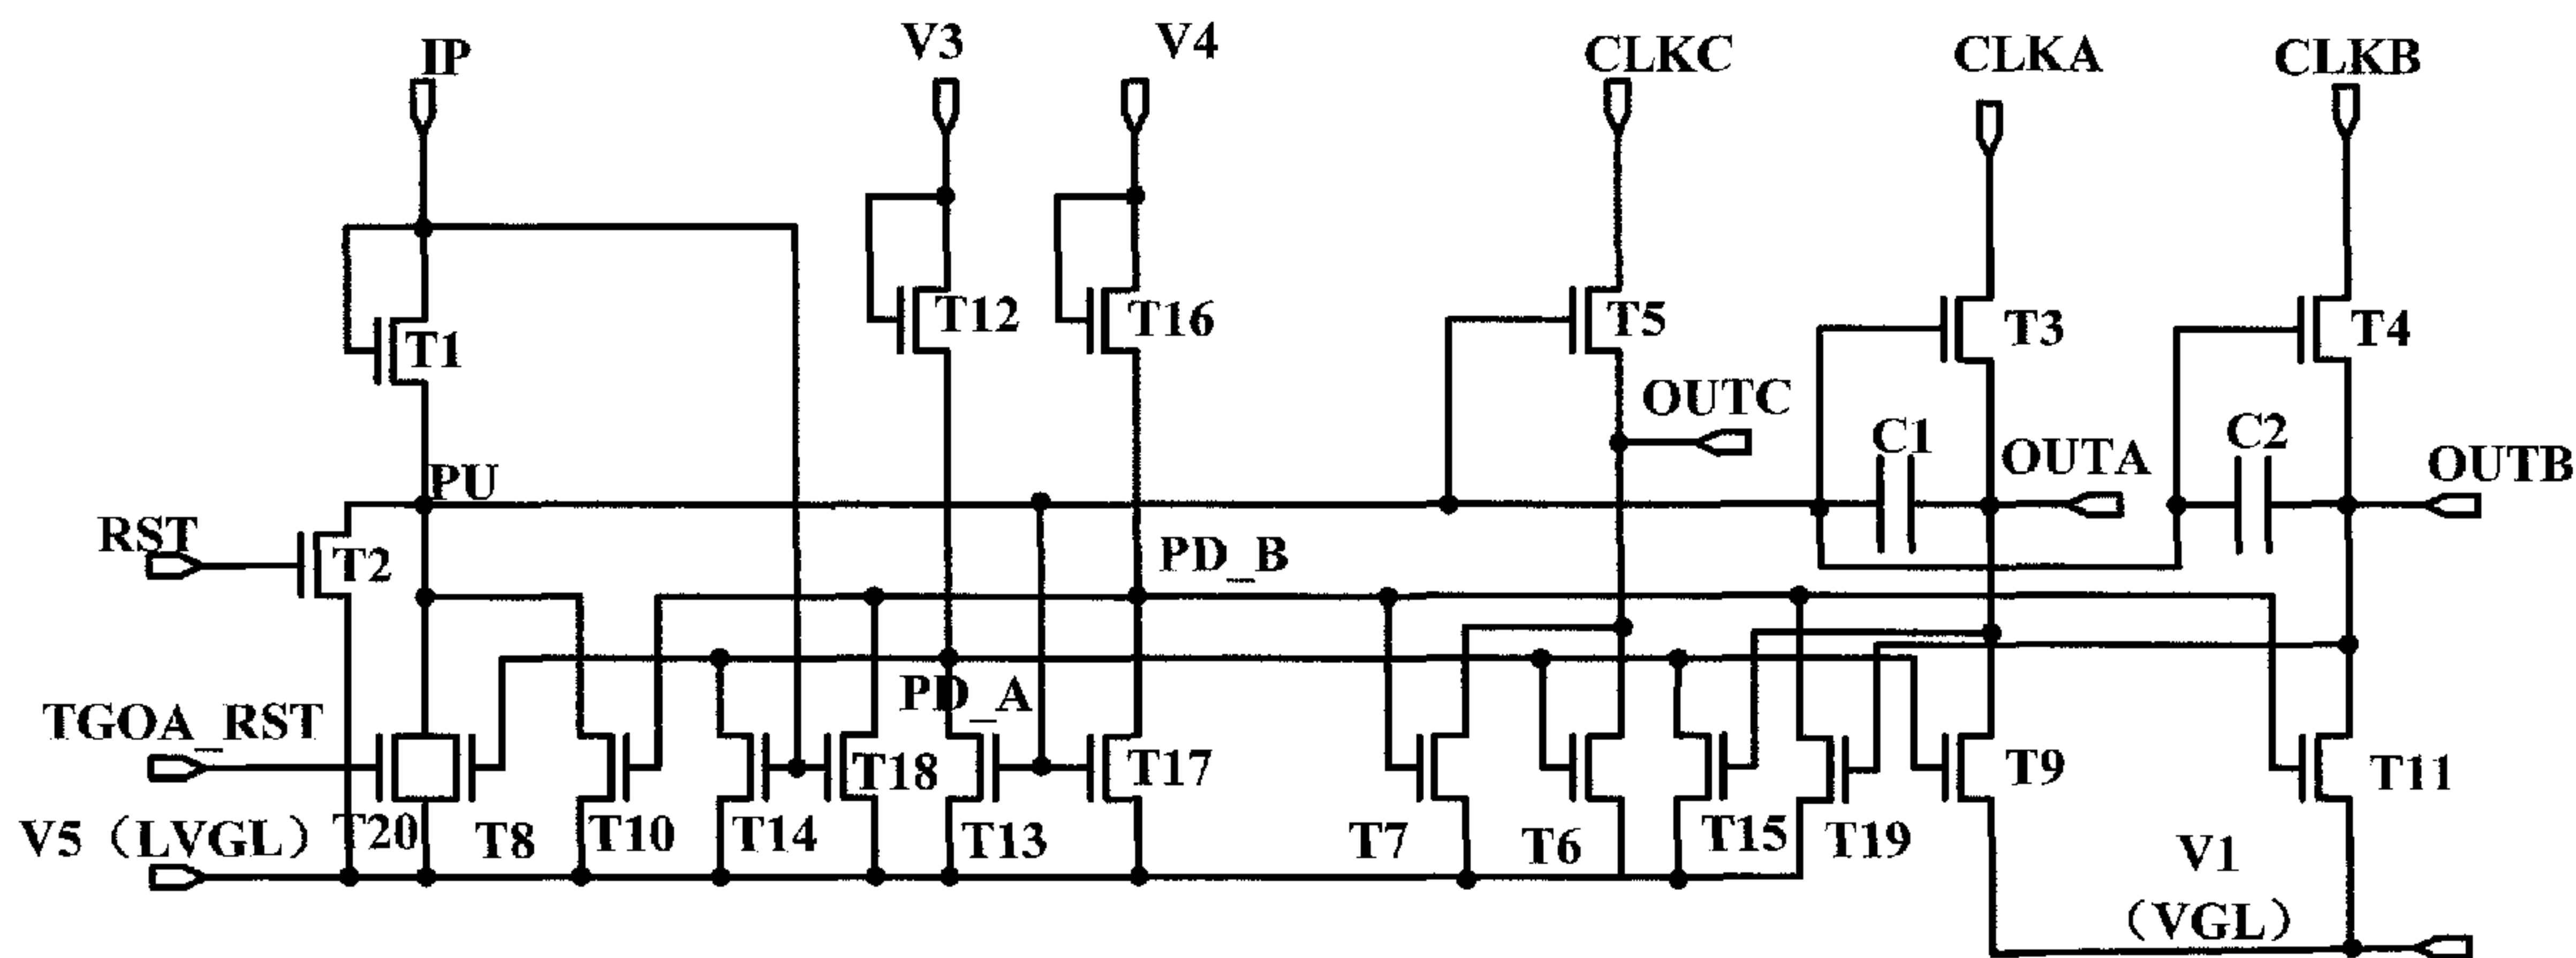 IP
V3
V4
CLKC
CLKA
CLKB
T1
T12
T16
T5
T3
T4
OUTC
C1
C2
PU
OUTA
OUTB
RST
T2
PD_B
PD_A
TGOA_RST
T18
T17
T9
T11
V5（LVGL）
T20
T8
T10
T14
T13
T7
T6
T15
T19
V1
（VGL）